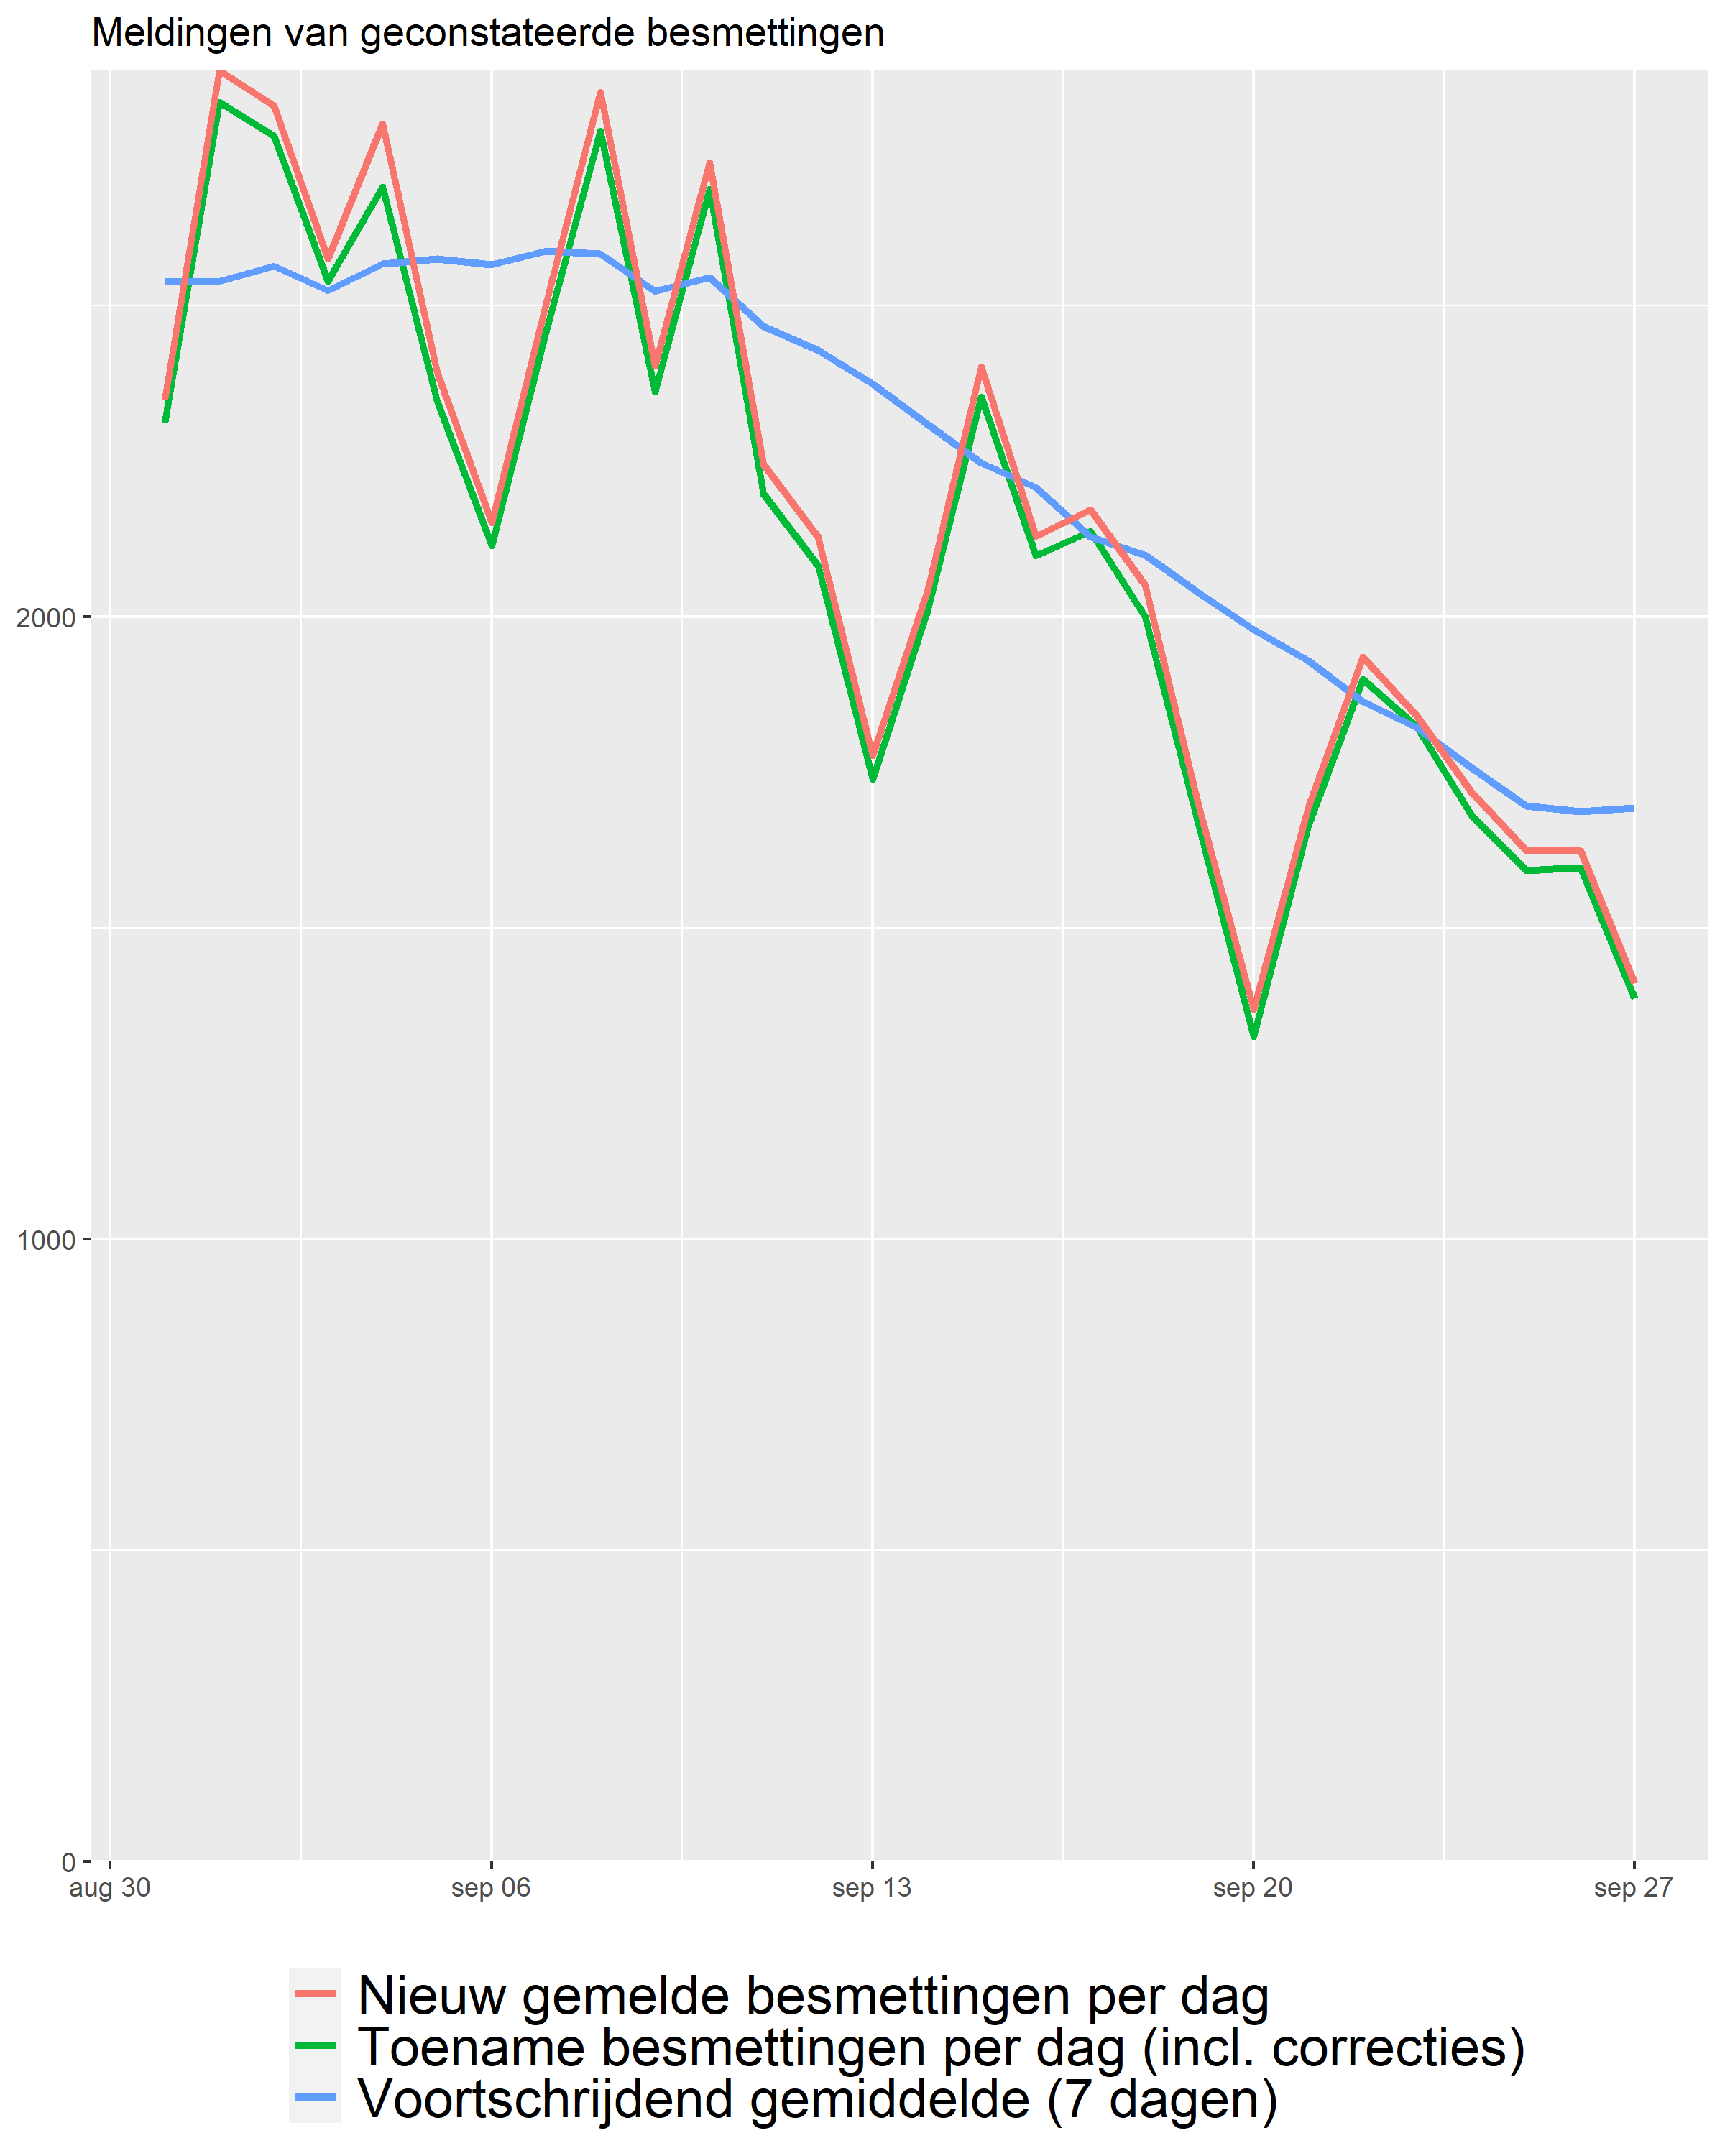 Meldingen van geconstateerde besmettingen
2000
1000
0
aug 30 sep 06 sep 13 sep 20 sep 27
Nieuw gemelde besmettingen per dag
Toename besmettingen per dag (incl. correcties)
Voortschrijdend gemiddelde (7 dagen)